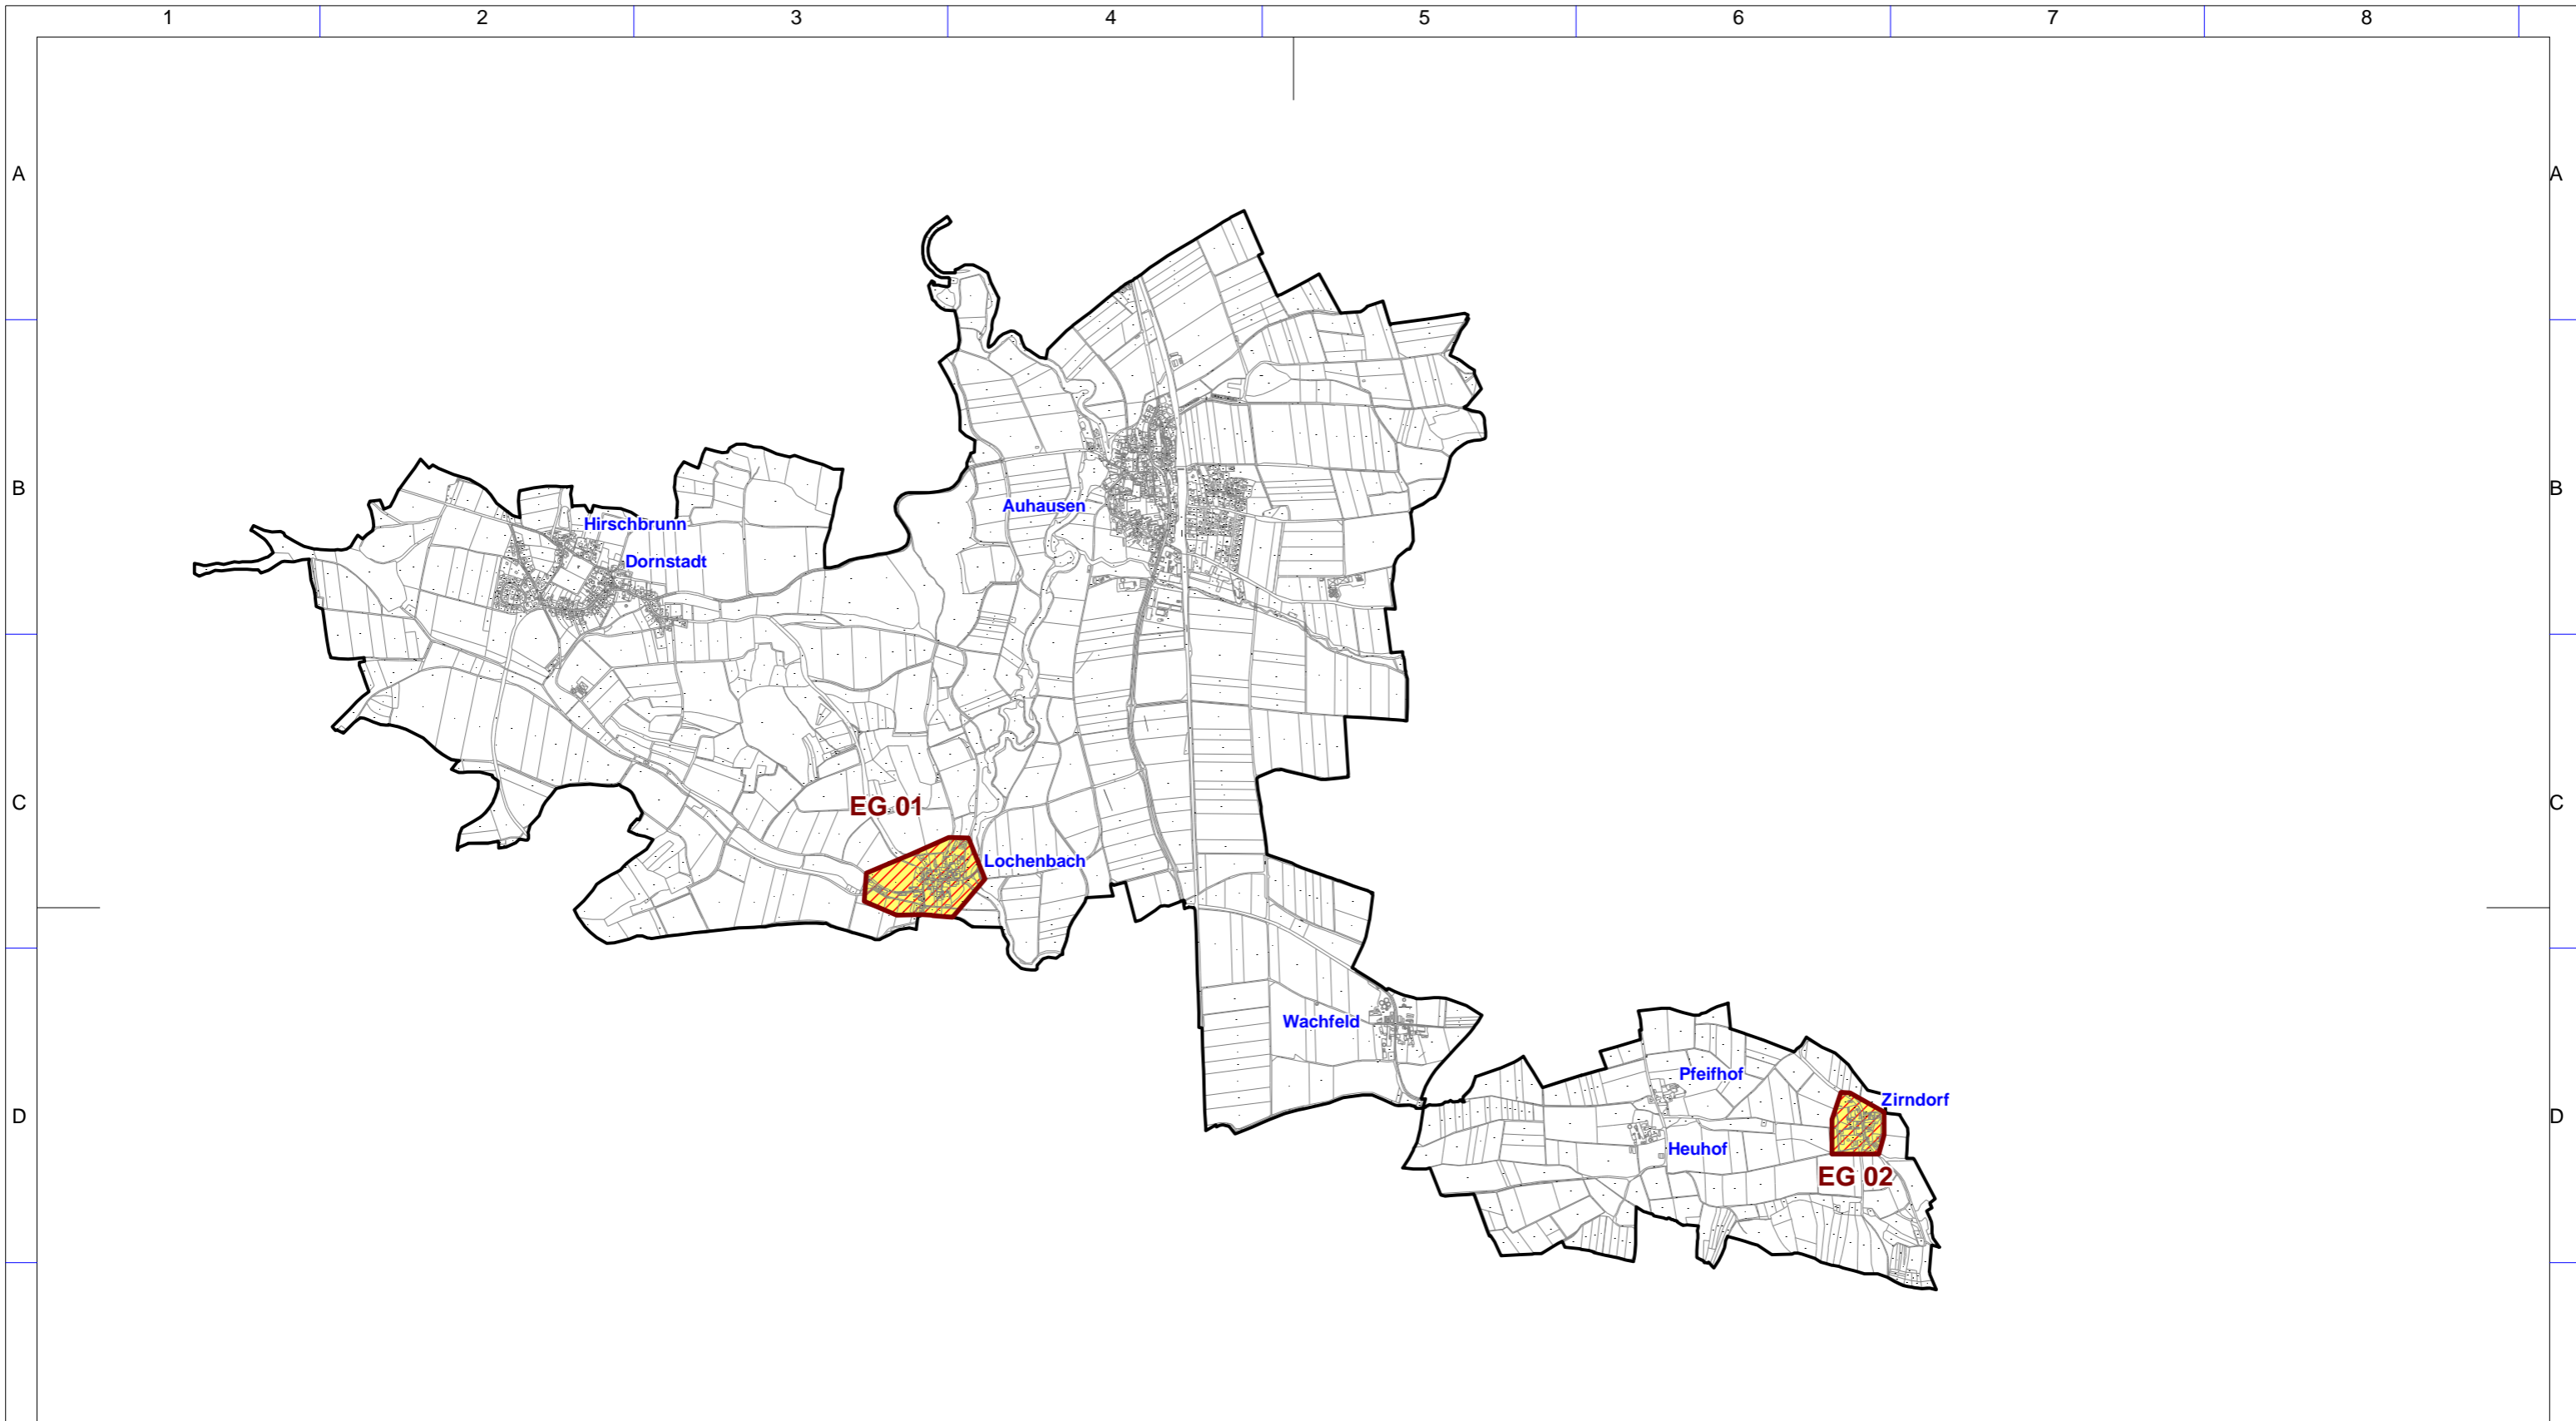 1 2 3 4 5 6 7 8
A A
B B
Auhausen
Hirschbrunn
Dornstadt
C C
EG 01
Lochenbach
Wachfeld
Pfeifhof
Zirndorf
D D
Heuhof
EG 02